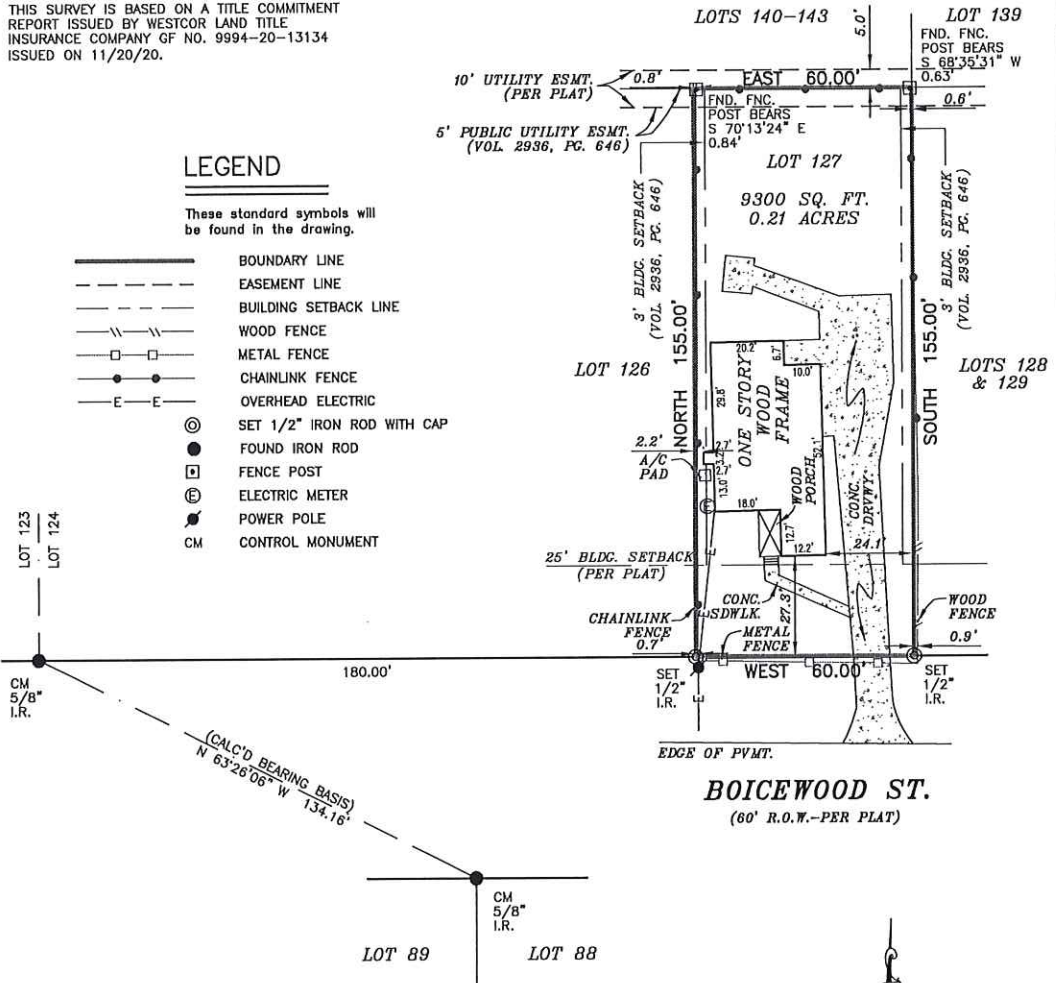 THIS SURVEY IS BASED ON A TITLE COMMITMENT
REPORT ISSUED BY WESTCOR LAND TITLE
INSURANCE COMPANY GF NO. 9994-20-13134
ISSUED ON 11/20/20.
LOTS 140-143
LOT 139
5.0'
FND. FNC.
POST BEARS
S 68°35'31" W
0.63'
10' UTILITY ESMT.
(PER PLAT)
0.8'
EAST 60.00'
0.6'
5' PUBLIC UTILITY ESMT.
(VOL. 2936, PG. 646)
FND. FNC.
POST BEARS
S 70°13'24" E
0.84'
LOT 127
9300 SQ. FT.
0.21 ACRES
3' BLDG. SETBACK
(VOL. 2936, PG. 646)
3' BLDG. SETBACK
(VOL. 2936, PG. 646)
LEGEND
These standard symbols will
be found in the drawing.
BOUNDARY LINE
EASEMENT LINE
BUILDING SETBACK LINE
WOOD FENCE
METAL FENCE
CHAINLINK FENCE
E E OVERHEAD ELECTRIC
SET 1/2" IRON ROD WITH CAP
FOUND IRON ROD
FENCE POST
E ELECTRIC METER
POWER POLE
CM CONTROL MONUMENT
NORTH 155.00'
SOUTH 155.00'
LOT 126
LOTS 128
& 129
20.2'
6.7'
10.0'
29.8'
ONE STORY
WOOD
FRAME
52.1'
2.2'
2.7'
3.2'
A/C
PAD
2.7'
13.0'
E
18.0'
WOOD
PORCH
12.7'
12.2'
CONC.
DRVWY.
24.1'
25' BLDG. SETBACK
(PER PLAT)
E
CONC.
SDWLK.
27.3'
CHAINLINK
FENCE
0.7'
E
METAL
FENCE
WOOD
FENCE
0.9'
WEST 60.00'
SET
1/2"
I.R.
SET
1/2"
I.R.
E
EDGE OF PVMT.
BOICEWOOD ST.
(60' R.O.W.-PER PLAT)
LOT 123
LOT 124
CM
5/8"
I.R.
180.00'
(CALC'D BEARING BASIS)
N 63°26'06" W 134.16'
CM
5/8"
I.R.
LOT 89
LOT 88